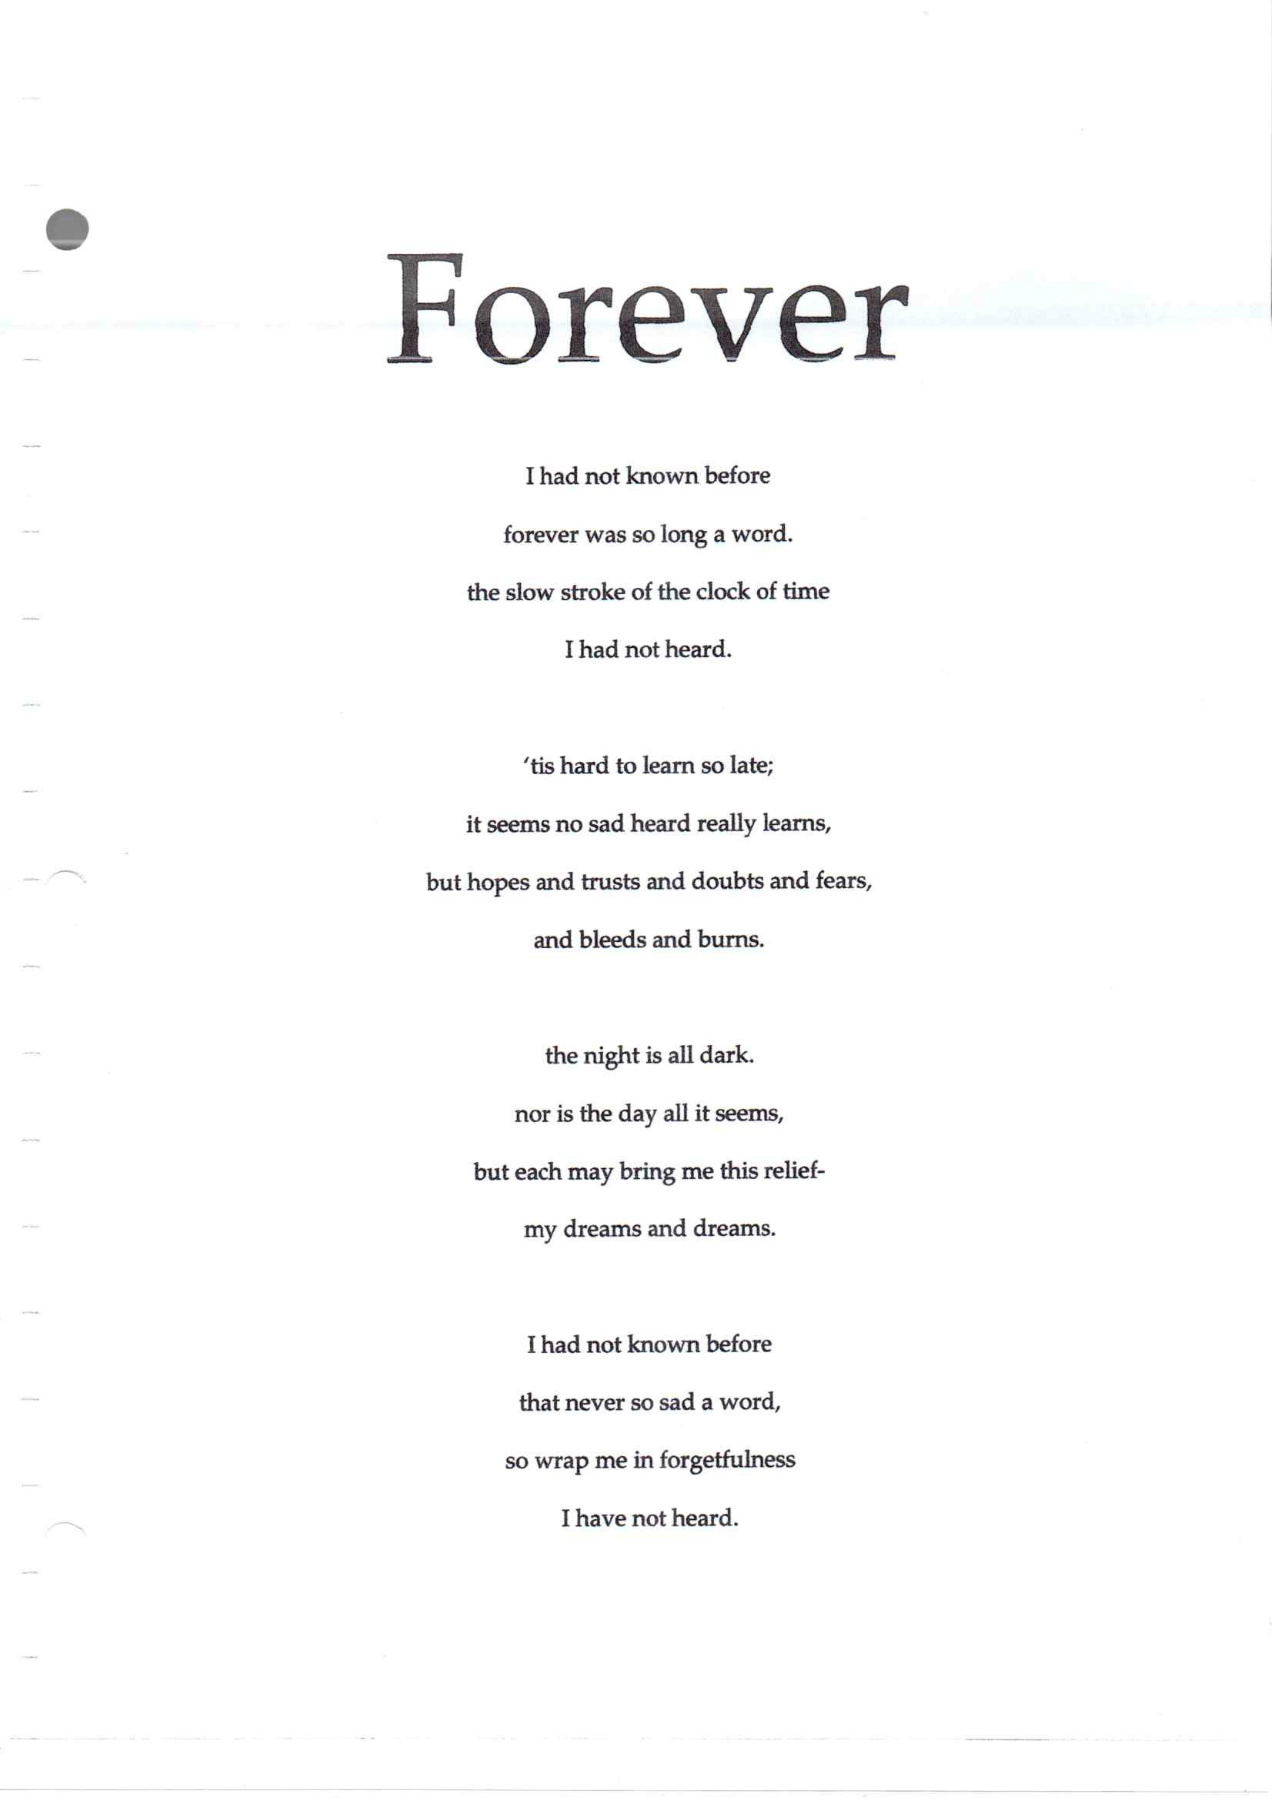 Forever
I had not known before
forever was so long a word.
the slow stroke of the clock of time
I had not heard.
‘tis hard to learn so late;
it seems no sad heard really learns,
but hopes and trusts and doubts and fears,
and bleeds and burns.
the night is all dark.
nor is the day all it seems,
but each may bring me this relief-
my dreams and dreams.
I had not known before
that never so sad a word,
so wrap me in forgetfulness
I have not heard.